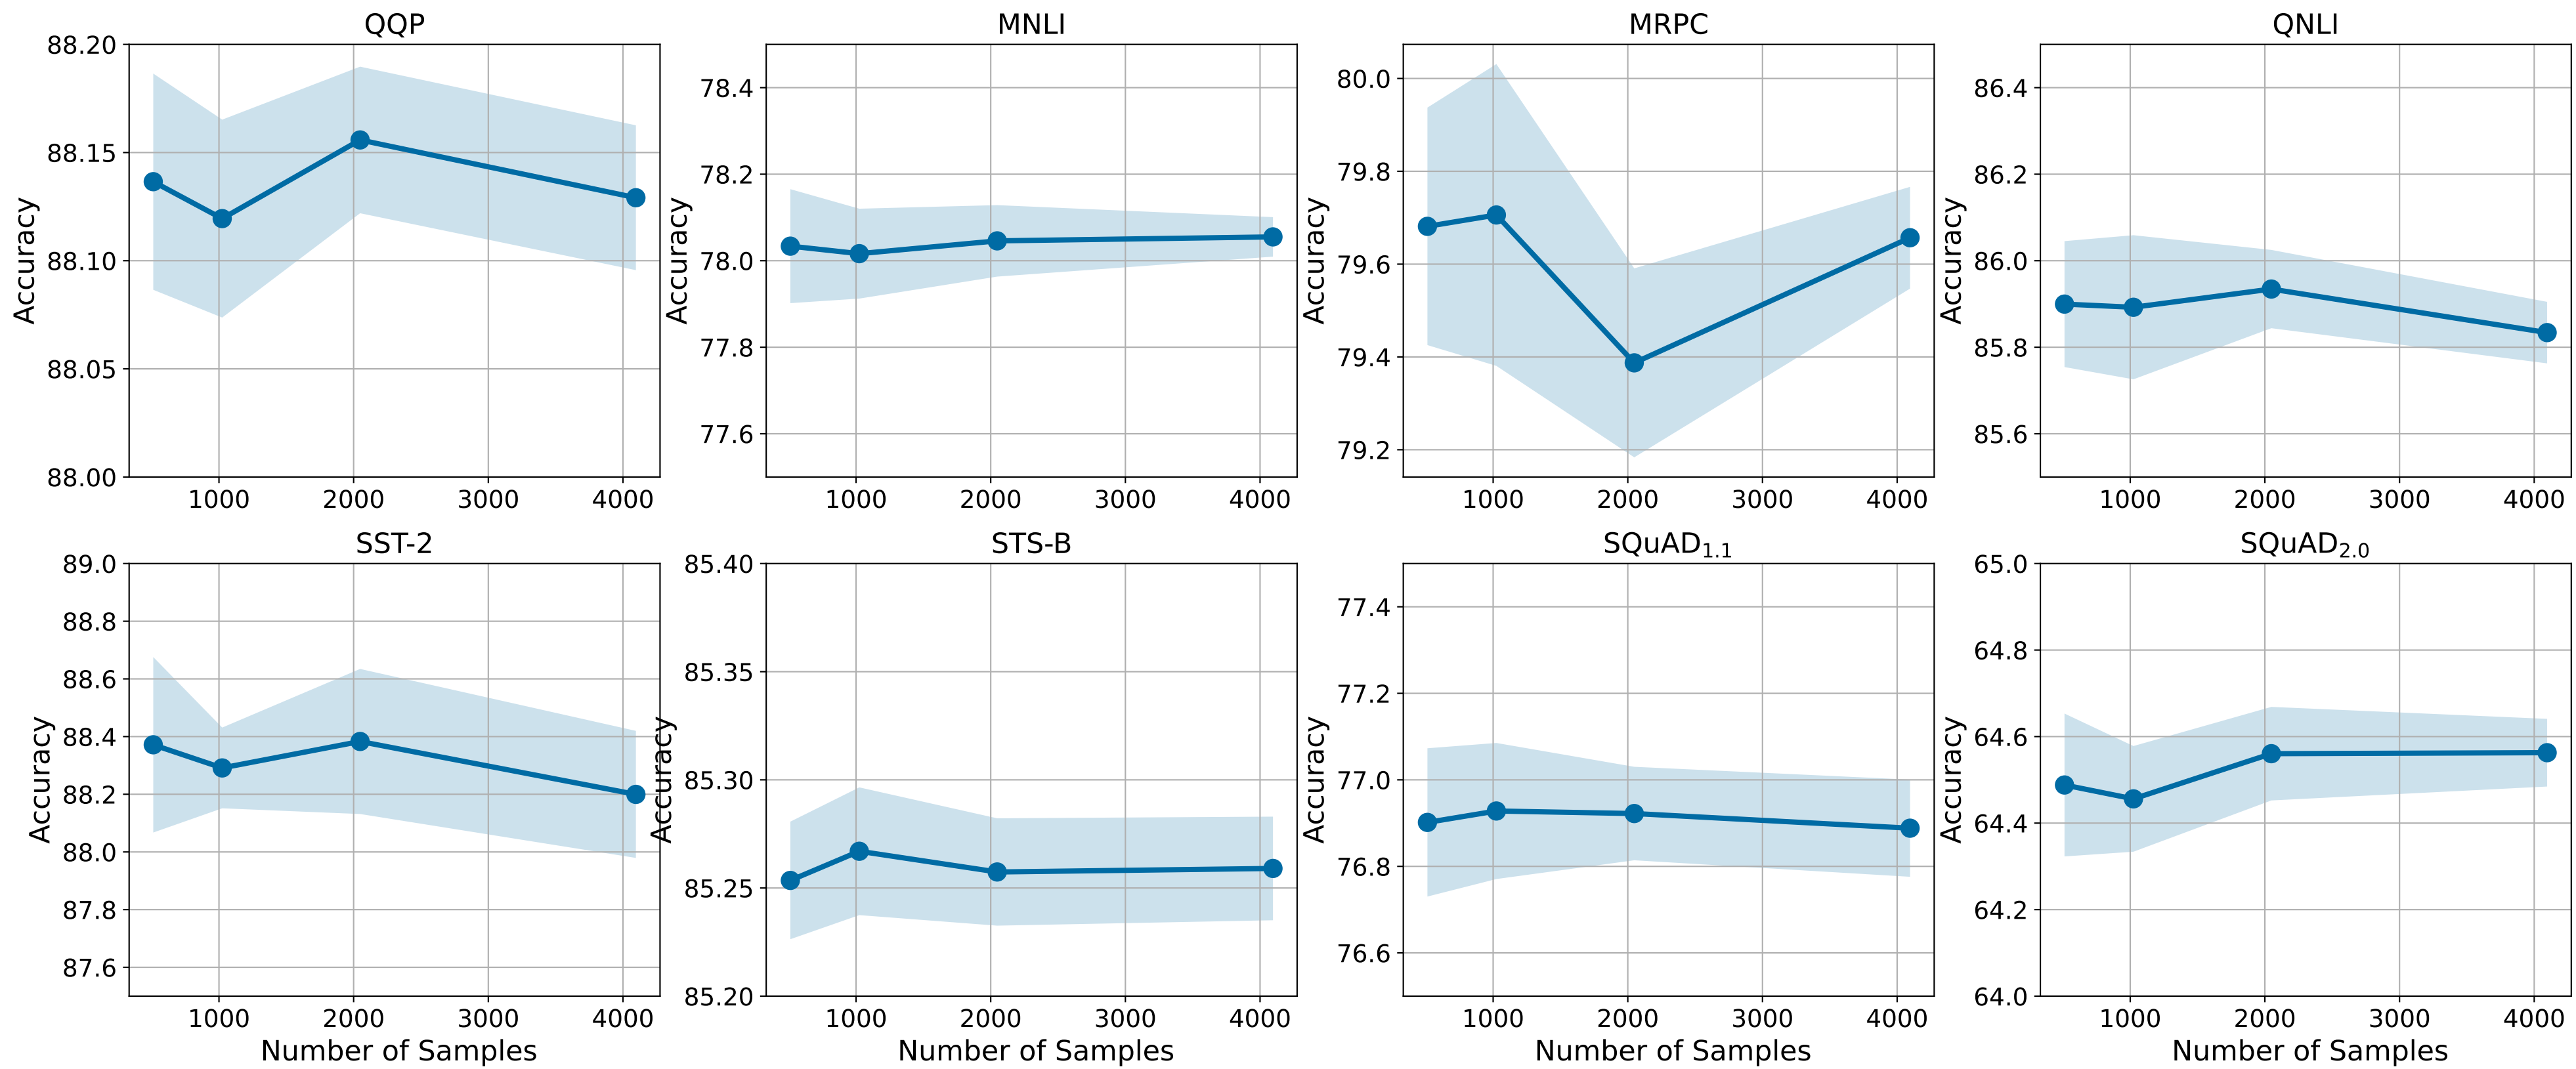 QQP
88.20
88.15
88.10
88.05
88.00
Accuracy
1000 2000 3000 4000
MNLI
78.4
78.2
78.0
77.8
77.6
Accuracy
1000 2000 3000 4000
MRPC
80.0
79.8
79.6
79.4
79.2
Accuracy
1000 2000 3000 4000
QNLI
86.4
86.2
86.0
85.8
85.6
Accuracy
1000 2000 3000 4000
SST-2
89.0
88.8
88.6
88.4
88.2
88.0
87.8
87.6
Accuracy
1000 2000 3000 4000
Number of Samples
STS-B
85.40
85.35
85.30
85.25
85.20
Accuracy
1000 2000 3000 4000
Number of Samples
SQuAD1.1
77.4
77.2
77.0
76.8
76.6
Accuracy
1000 2000 3000 4000
Number of Samples
SQuAD2.0
65.0
64.8
64.6
64.4
64.2
64.0
Accuracy
1000 2000 3000 4000
Number of Samples